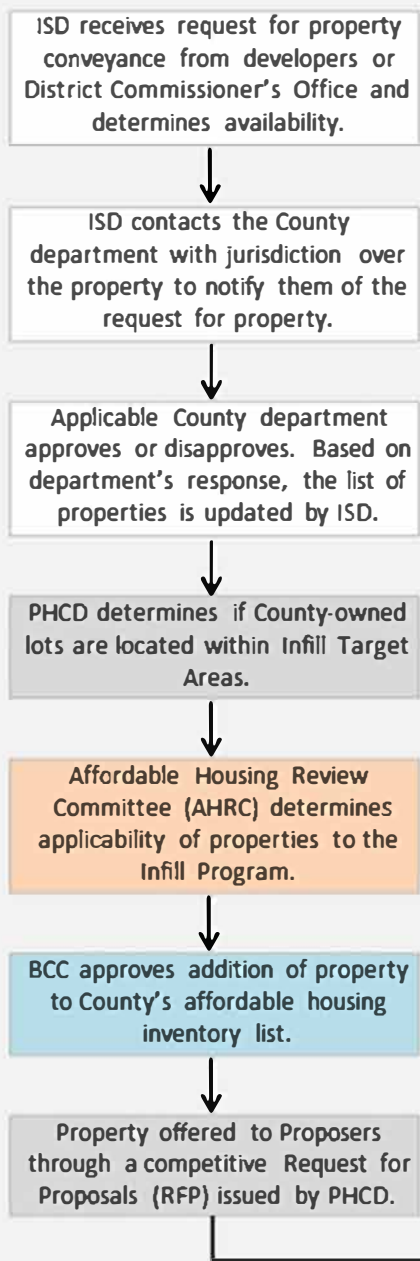 ISD receives request for property
conveyance from developers or
District Commissioner's Office and
determines availability.
ISD contacts the County
department with jurisdiction over
the property to notify them of the
request for property.
Applicable County department
approves or disapproves. Based on
department's response, the list of
properties is updated by ISD.
PHCD determines if County-owned
lots are located within Infill Target
Areas.
Affordable Housing Review
Committee (AHRC) determines
applicability of properties to the
Infill Program.
BCC approves addition of property
to County's affordable housing
inventory list.
Property offered to Proposers
through a competitive Request for
Proposals (RFP) issued by PHCD.